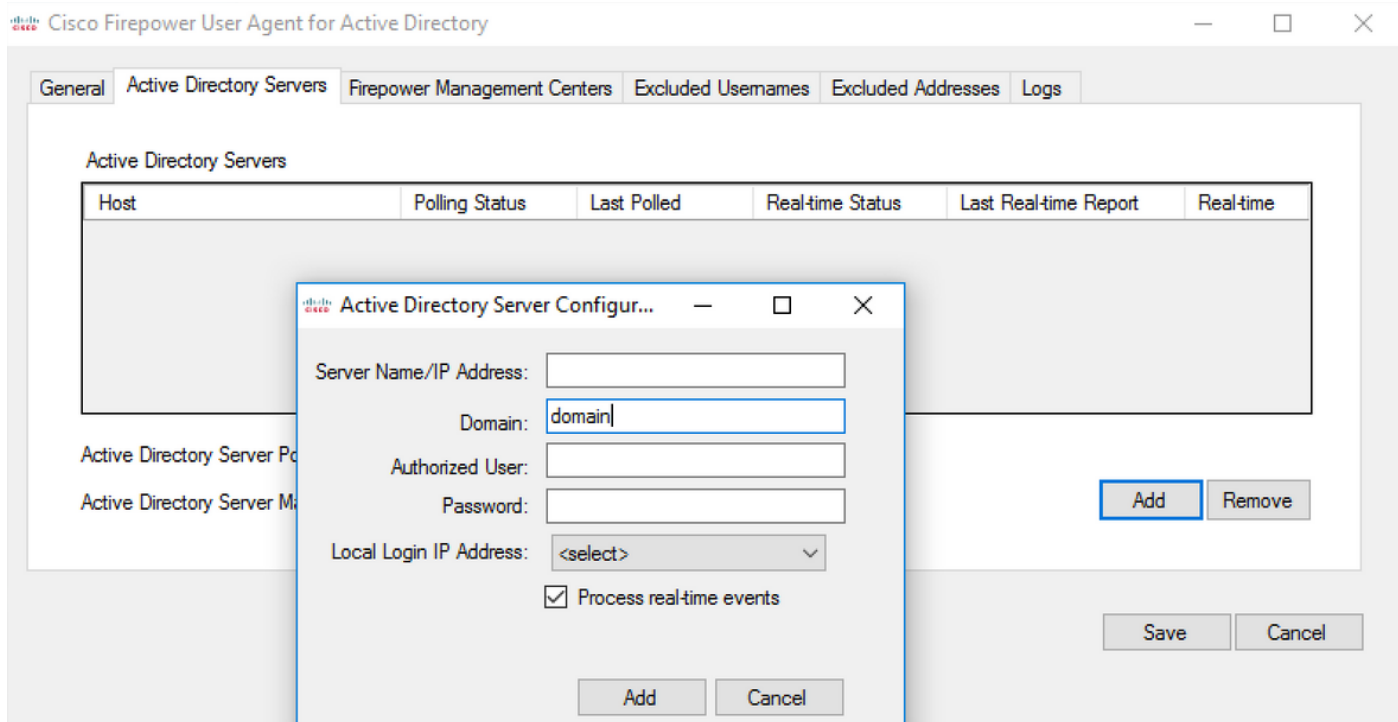 CISCO Cisco Firepower User Agent for Active Directory
General Active Directory Servers Firepower Management Centers Excluded Usernames Excluded Addresses Logs
Active Directory Servers
Host Polling Status Last Polled Real-time Status Last Real-time Report Real-time
CISCO Active Directory Server Configur...
Server Name/IP Address:
Domain: domain
Active Directory Server Po
Authorized User:
Active Directory Server Ma
Password:
Add Remove
Local Login IP Address: <select>
Process real-time events
Save Cancel
Add Cancel